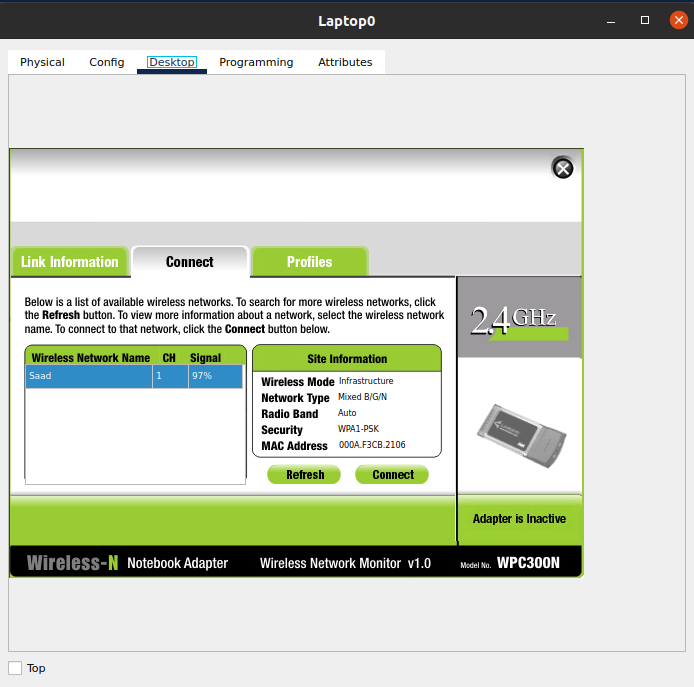 Laptop0
Physical Config Desktop Programming Attributes
Link Information Connect Profiles
Below is a list of available wireless networks. To search for more wireless networks, click
the Refresh button. To view more information about a network, select the wireless network
name. To connect to that network, click the Connect button below.
2.4GHz
Wireless Network Name CH Signal
Saad 1 97%
Site Information
Wireless Mode Infrastructure
Network Type Mixed B/G/N
Radio Band Auto
Security WPA1-PSK
MAC Address 000A.F3CB.2106
Refresh Connect
Adapter is Inactive
Wireless-N Notebook Adapter Wireless Network Monitor v1.0 Model No. WPC300N
Top